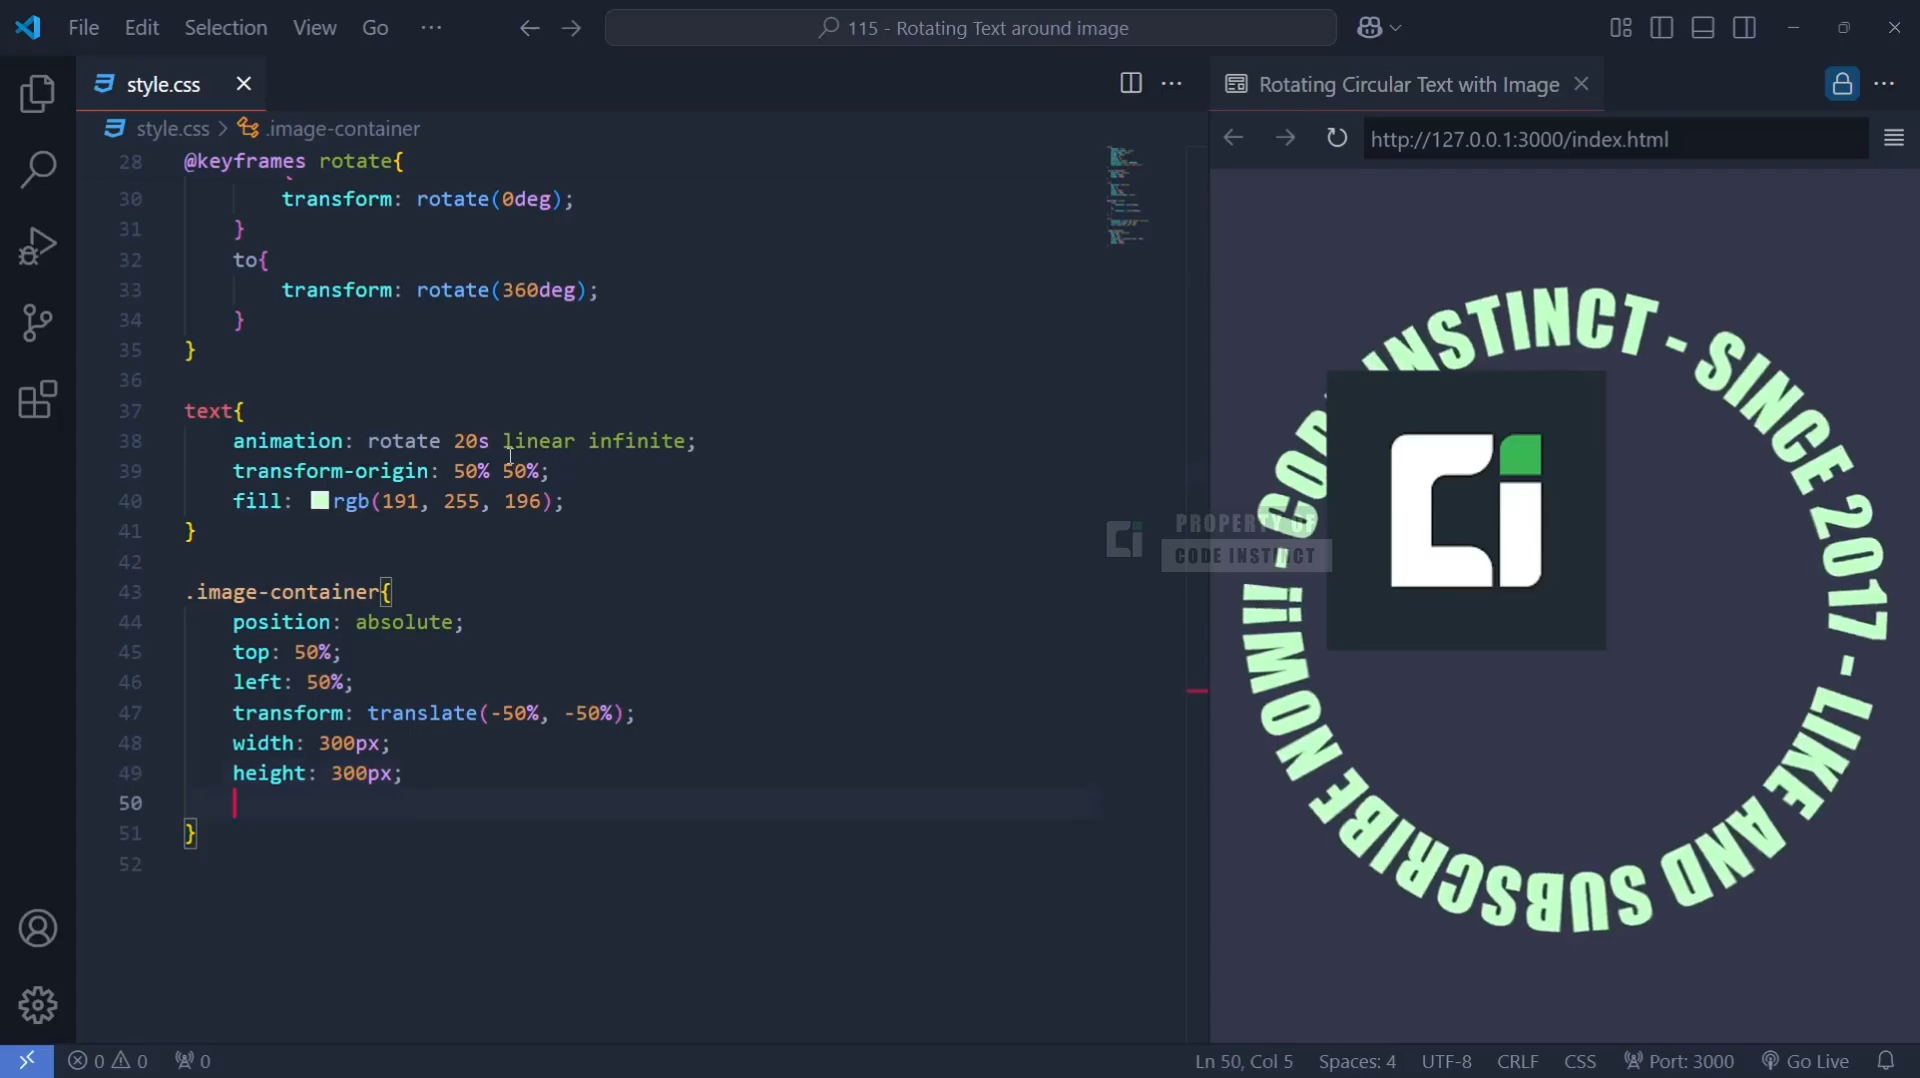 File Edit Selection View Go ···
115 - Rotating Text around image
style.css
Rotating Circular Text with Image
style.css > .image-container
http://127.0.0.1:3000/index.html
28 @keyframes rotate{
30 transform: rotate(0deg);
31 }
32 to{
33 transform: rotate(360deg);
34 }
35 }
36
37 text{
38 animation: rotate 20s linear infinite;
39 transform-origin: 50% 50%;
40 fill: rgb(191, 255, 196);
41 }
42
43 .image-container{
44 position: absolute;
45 top: 50%;
46 left: 50%;
47 transform: translate(-50%, -50%);
48 width: 300px;
49 height: 300px;
50
51 }
52
PROPERTY OF
CODE INSTINCT
INSTINCT - SINCE 2017 - LIKE AND SUBSCRIBE NOW!! -
0 0 0
Ln 50, Col 5 Spaces: 4 UTF-8 CRLF CSS Port: 3000 Go Live